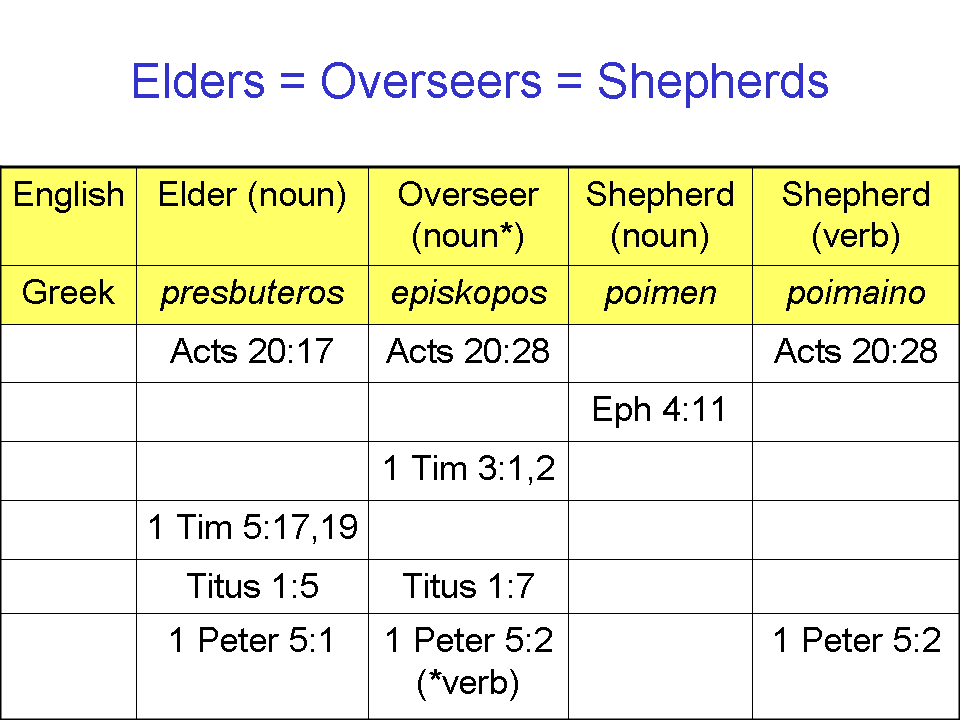 Elders = Overseers = Shepherds
English Elder (noun) Overseer (noun*) Shepherd (noun) Shepherd (verb)
Greek presbuteros episkopos poimen poimaino
Acts 20:17 Acts 20:28 Acts 20:28
Eph 4:11
1 Tim 3:1,2
1 Tim 5:17,19
Titus 1:5 Titus 1:7
1 Peter 5:1 1 Peter 5:2 (*verb) 1 Peter 5:2